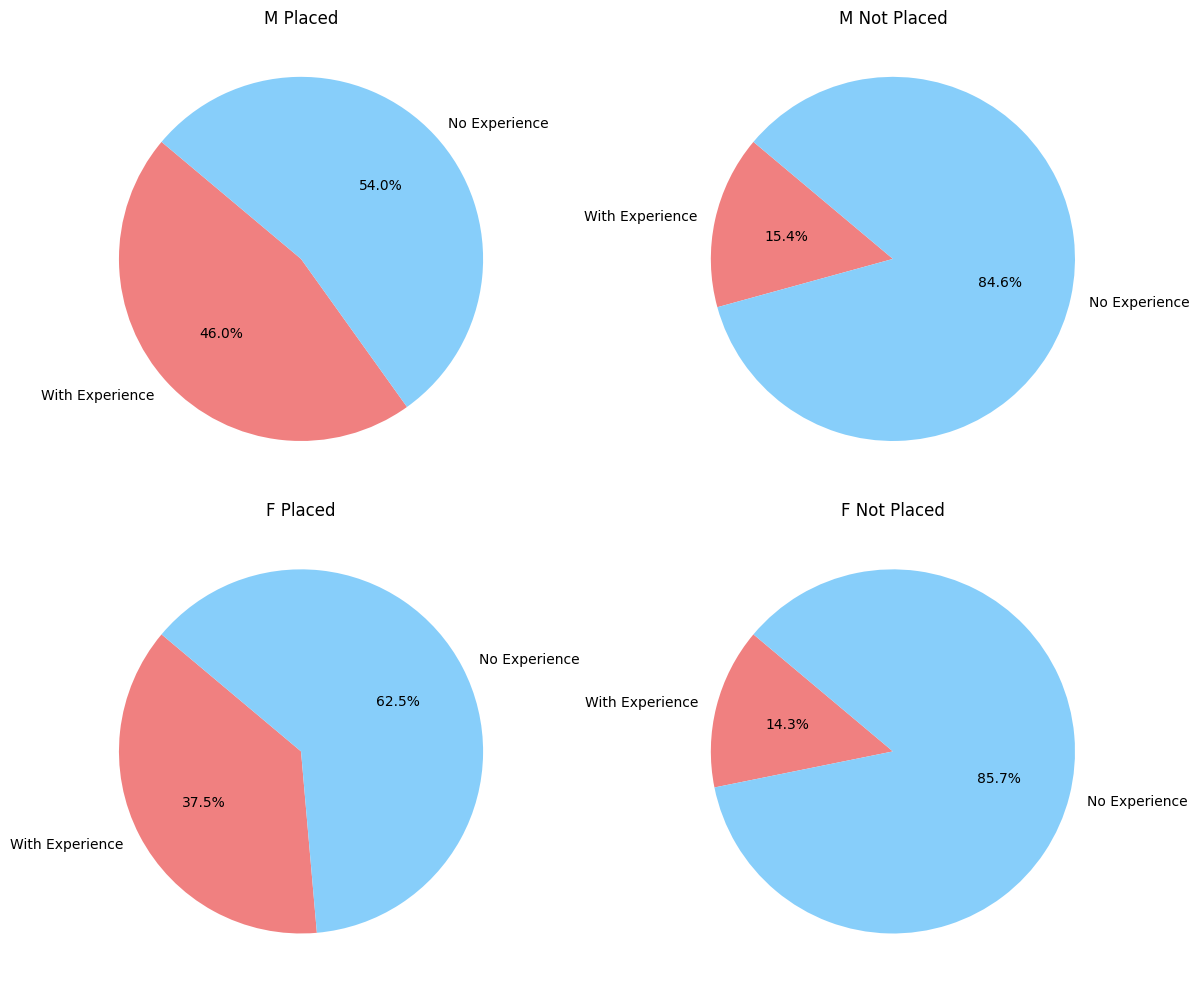 M Placed
No Experience
54.0%
46.0%
With Experience
M Not Placed
With Experience
15.4%
84.6%
No Experience
F Placed
No Experience
62.5%
37.5%
With Experience
F Not Placed
With Experience
14.3%
85.7%
No Experience